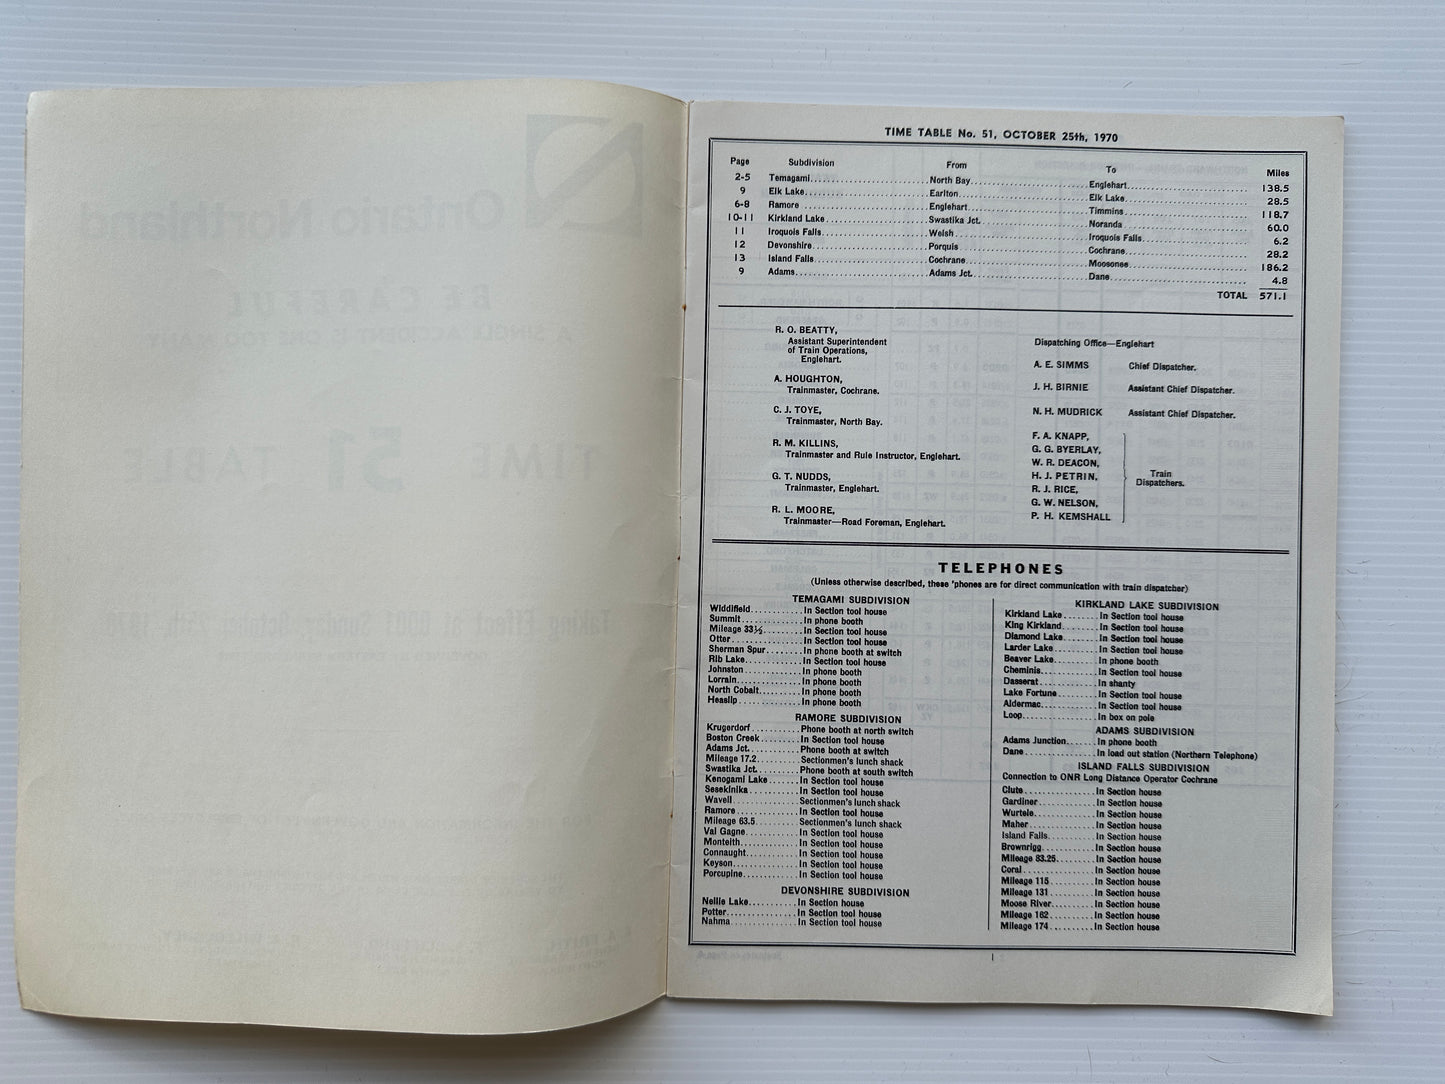 TIME TABLE No. 51, OCTOBER 25th, 1970
Page Subdivision From To Miles
2-5 Temagami North Bay Englehart 138.5
9 Elk Lake Earlton Elk Lake 28.5
6-8 Ramore Englehart Timmins 118.7
10-11 Kirkland Lake Swastika Jct. Noranda 60.0
11 Iroquois Falls Welsh Iroquois Falls 6.2
12 Devonshire Porquis Cochrane 28.2
13 Island Falls Cochrane Moosonee 186.2
9 Adams Adams Jct. Dane 4.8
TOTAL 571.1
R. O. BEATTY,
Assistant Superintendent
of Train Operations,
Englehart.
A. HOUGHTON,
Trainmaster, Cochrane.
C. J. TOYE,
Trainmaster, North Bay.
R. M. KILLINS,
Trainmaster and Rule Instructor, Englehart.
G. T. NUDDS,
Trainmaster, Englehart.
R. L. MOORE,
Trainmaster—Road Foreman, Englehart.
Dispatching Office—Englehart
A. E. SIMMS Chief Dispatcher.
J. H. BIRNIE Assistant Chief Dispatcher.
N. H. MUDRICK Assistant Chief Dispatcher.
F. A. KNAPP,
G. G. BYERLAY,
W. R. DEACON,
H. J. PETRIN,
R. J. RICE,
G. W. NELSON,
P. H. KEMSHALL
Train
Dispatchers.
TELEPHONES
(Unless otherwise described, these 'phones are for direct communication with train dispatcher)
TEMAGAMI SUBDIVISION
Widdifield In Section tool house
Summit In phone booth
Mileage 33½ In Section tool house
Otter In Section tool house
Sherman Spur In phone booth at switch
Rib Lake In Section tool house
Johnston In phone booth
Lorrain In phone booth
North Cobalt In phone booth
Heaslip In phone booth
RAMORE SUBDIVISION
Krugerdorf Phone booth at north switch
Boston Creek In Section tool house
Adams Jct. Phone booth at switch
Mileage 17.2 Sectionmen's lunch shack
Swastika Jct. Phone booth at south switch
Kenogami Lake In Section tool house
Sesekinika In Section tool house
Wavell Sectionmen's lunch shack
Ramore In Section tool house
Mileage 63.5 Sectionmen's lunch shack
Val Gagne In Section tool house
Monteith In Section tool house
Connaught In Section tool house
Keyson In Section tool house
Porcupine In Section tool house
DEVONSHIRE SUBDIVISION
Nellie Lake In Section house
Potter In Section tool house
Nahma In Section tool house
KIRKLAND LAKE SUBDIVISION
Kirkland Lake In Section tool house
King Kirkland In Section tool house
Diamond Lake In Section tool house
Larder Lake In Section tool house
Beaver Lake In phone booth
Cheminis In Section tool house
Dasserat In shanty
Lake Fortune In Section tool house
Aldermac In Section tool house
Loop In box on pole
ADAMS SUBDIVISION
Adams Junction In phone booth
Dane In load out station (Northern Telephone)
ISLAND FALLS SUBDIVISION
Connection to ONR Long Distance Operator Cochrane
Clute In Section house
Gardiner In Section house
Wurtele In Section house
Maher In Section house
Island Falls In Section house
Brownrigg In Section house
Mileage 83.25 In Section house
Coral In Section house
Mileage 115 In Section house
Mileage 131 In Section house
Moose River In Section house
Mileage 162 In Section house
Mileage 174 In Section house
1